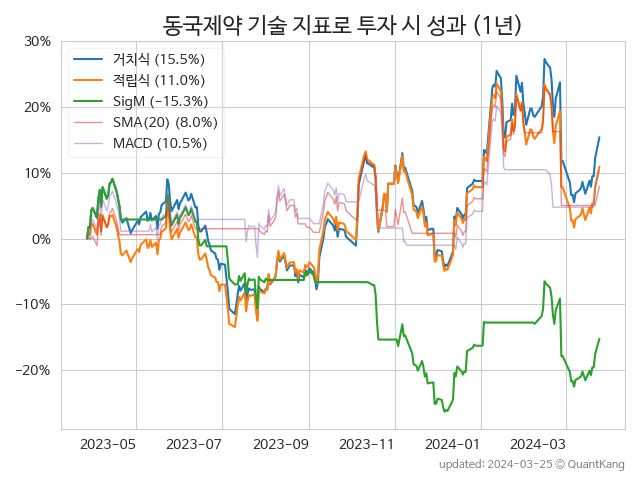 동국제약 기술 지표로 투자 시 성과 (1년)
30%
20%
10%
0%
−10%
−20%
거치식 (15.5%)
적립식 (11.0%)
SigM (−15.3%)
SMA(20) (8.0%)
MACD (10.5%)
2023-05 2023-07 2023-09 2023-11 2024-01 2024-03
updated: 2024-03-25 © QuantKang